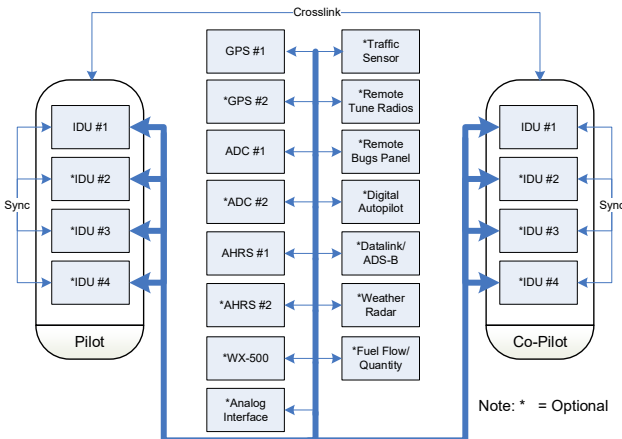 Crosslink
GPS #1
*Traffic
Sensor
*GPS #2
*Remote
Tune Radios
ADC #1
*Remote
Bugs Panel
*ADC #2
*Digital
Autopilot
AHRS #1
*Datalink/
ADS-B
*AHRS #2
*Weather
Radar
*WX-500
*Fuel Flow/
Quantity
*Analog
Interface
IDU #1
*IDU #2
*IDU #3
*IDU #4
Sync
Pilot
IDU #1
*IDU #2
*IDU #3
*IDU #4
Sync
Co-Pilot
Note: * = Optional